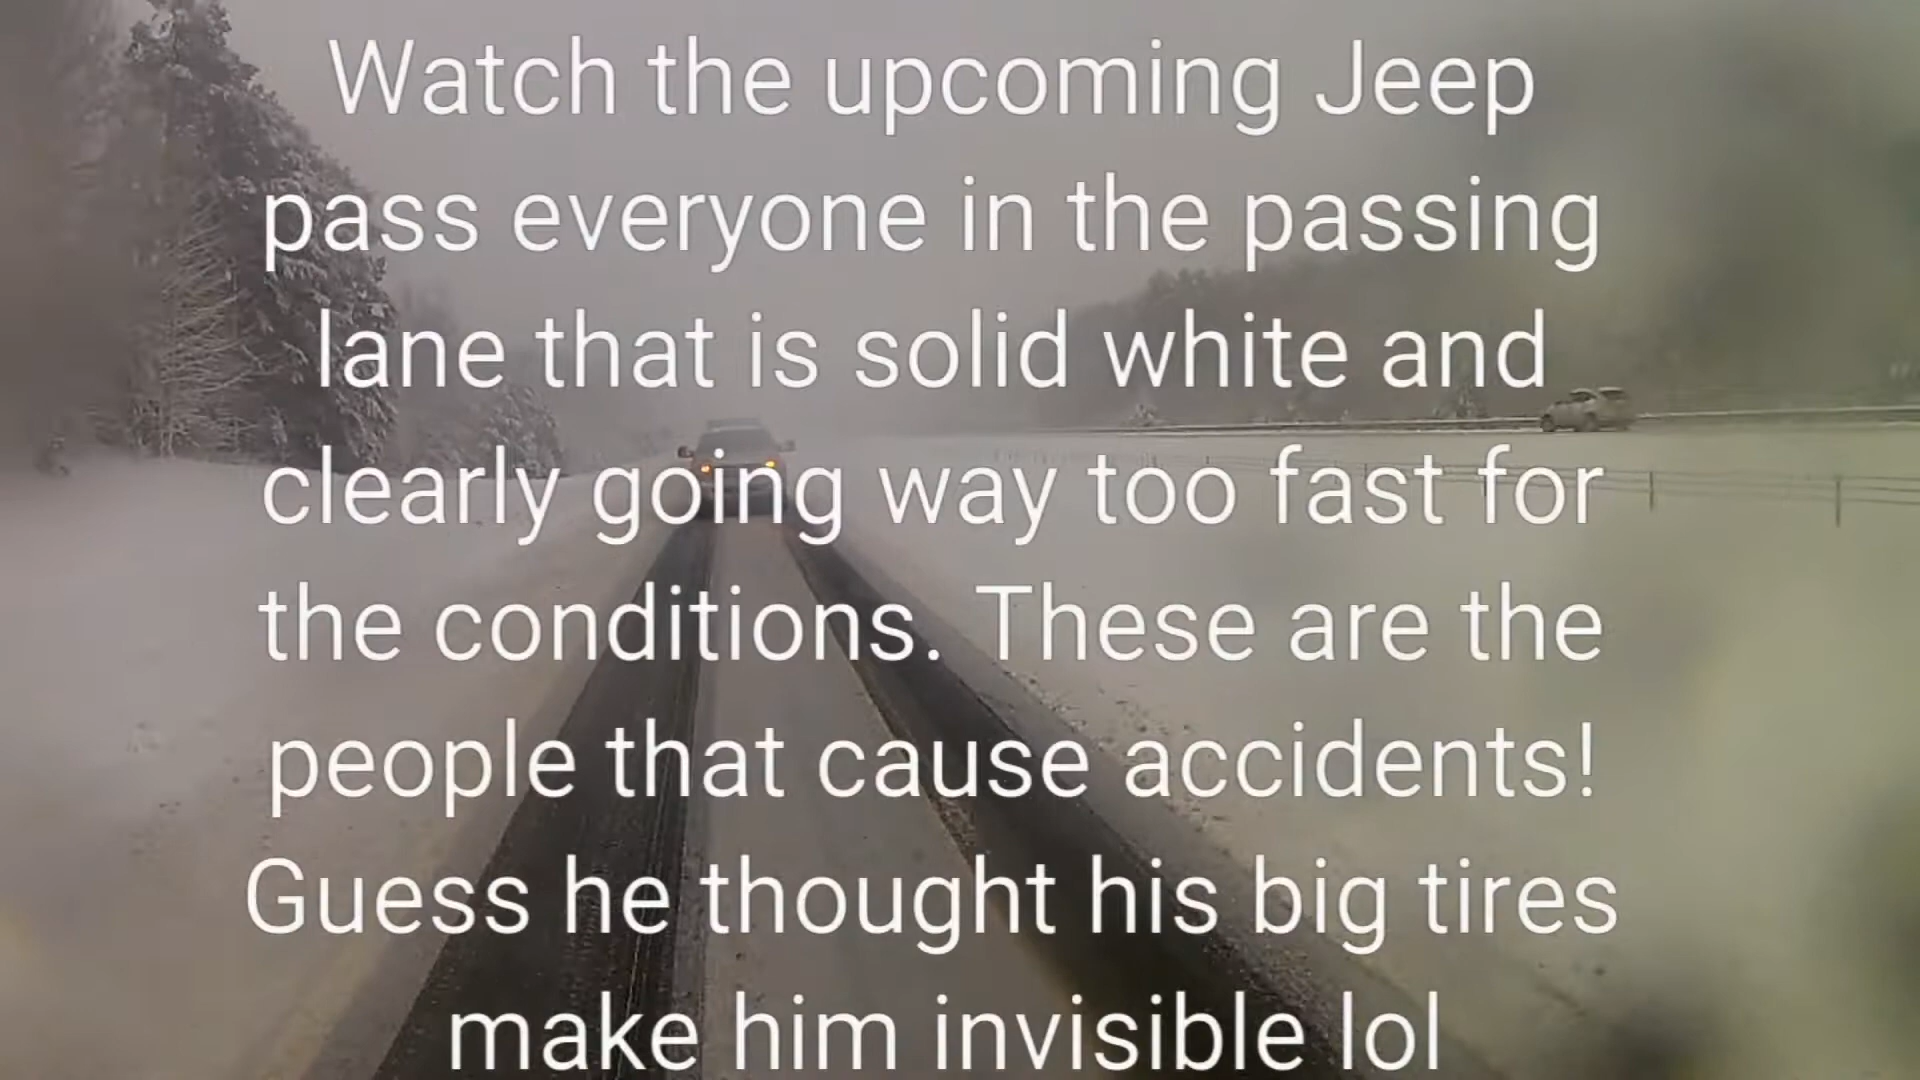 Watch the upcoming Jeep
pass everyone in the passing
lane that is solid white and
clearly going way too fast for
the conditions. These are the
people that cause accidents!
Guess he thought his big tires
make him invisible lol